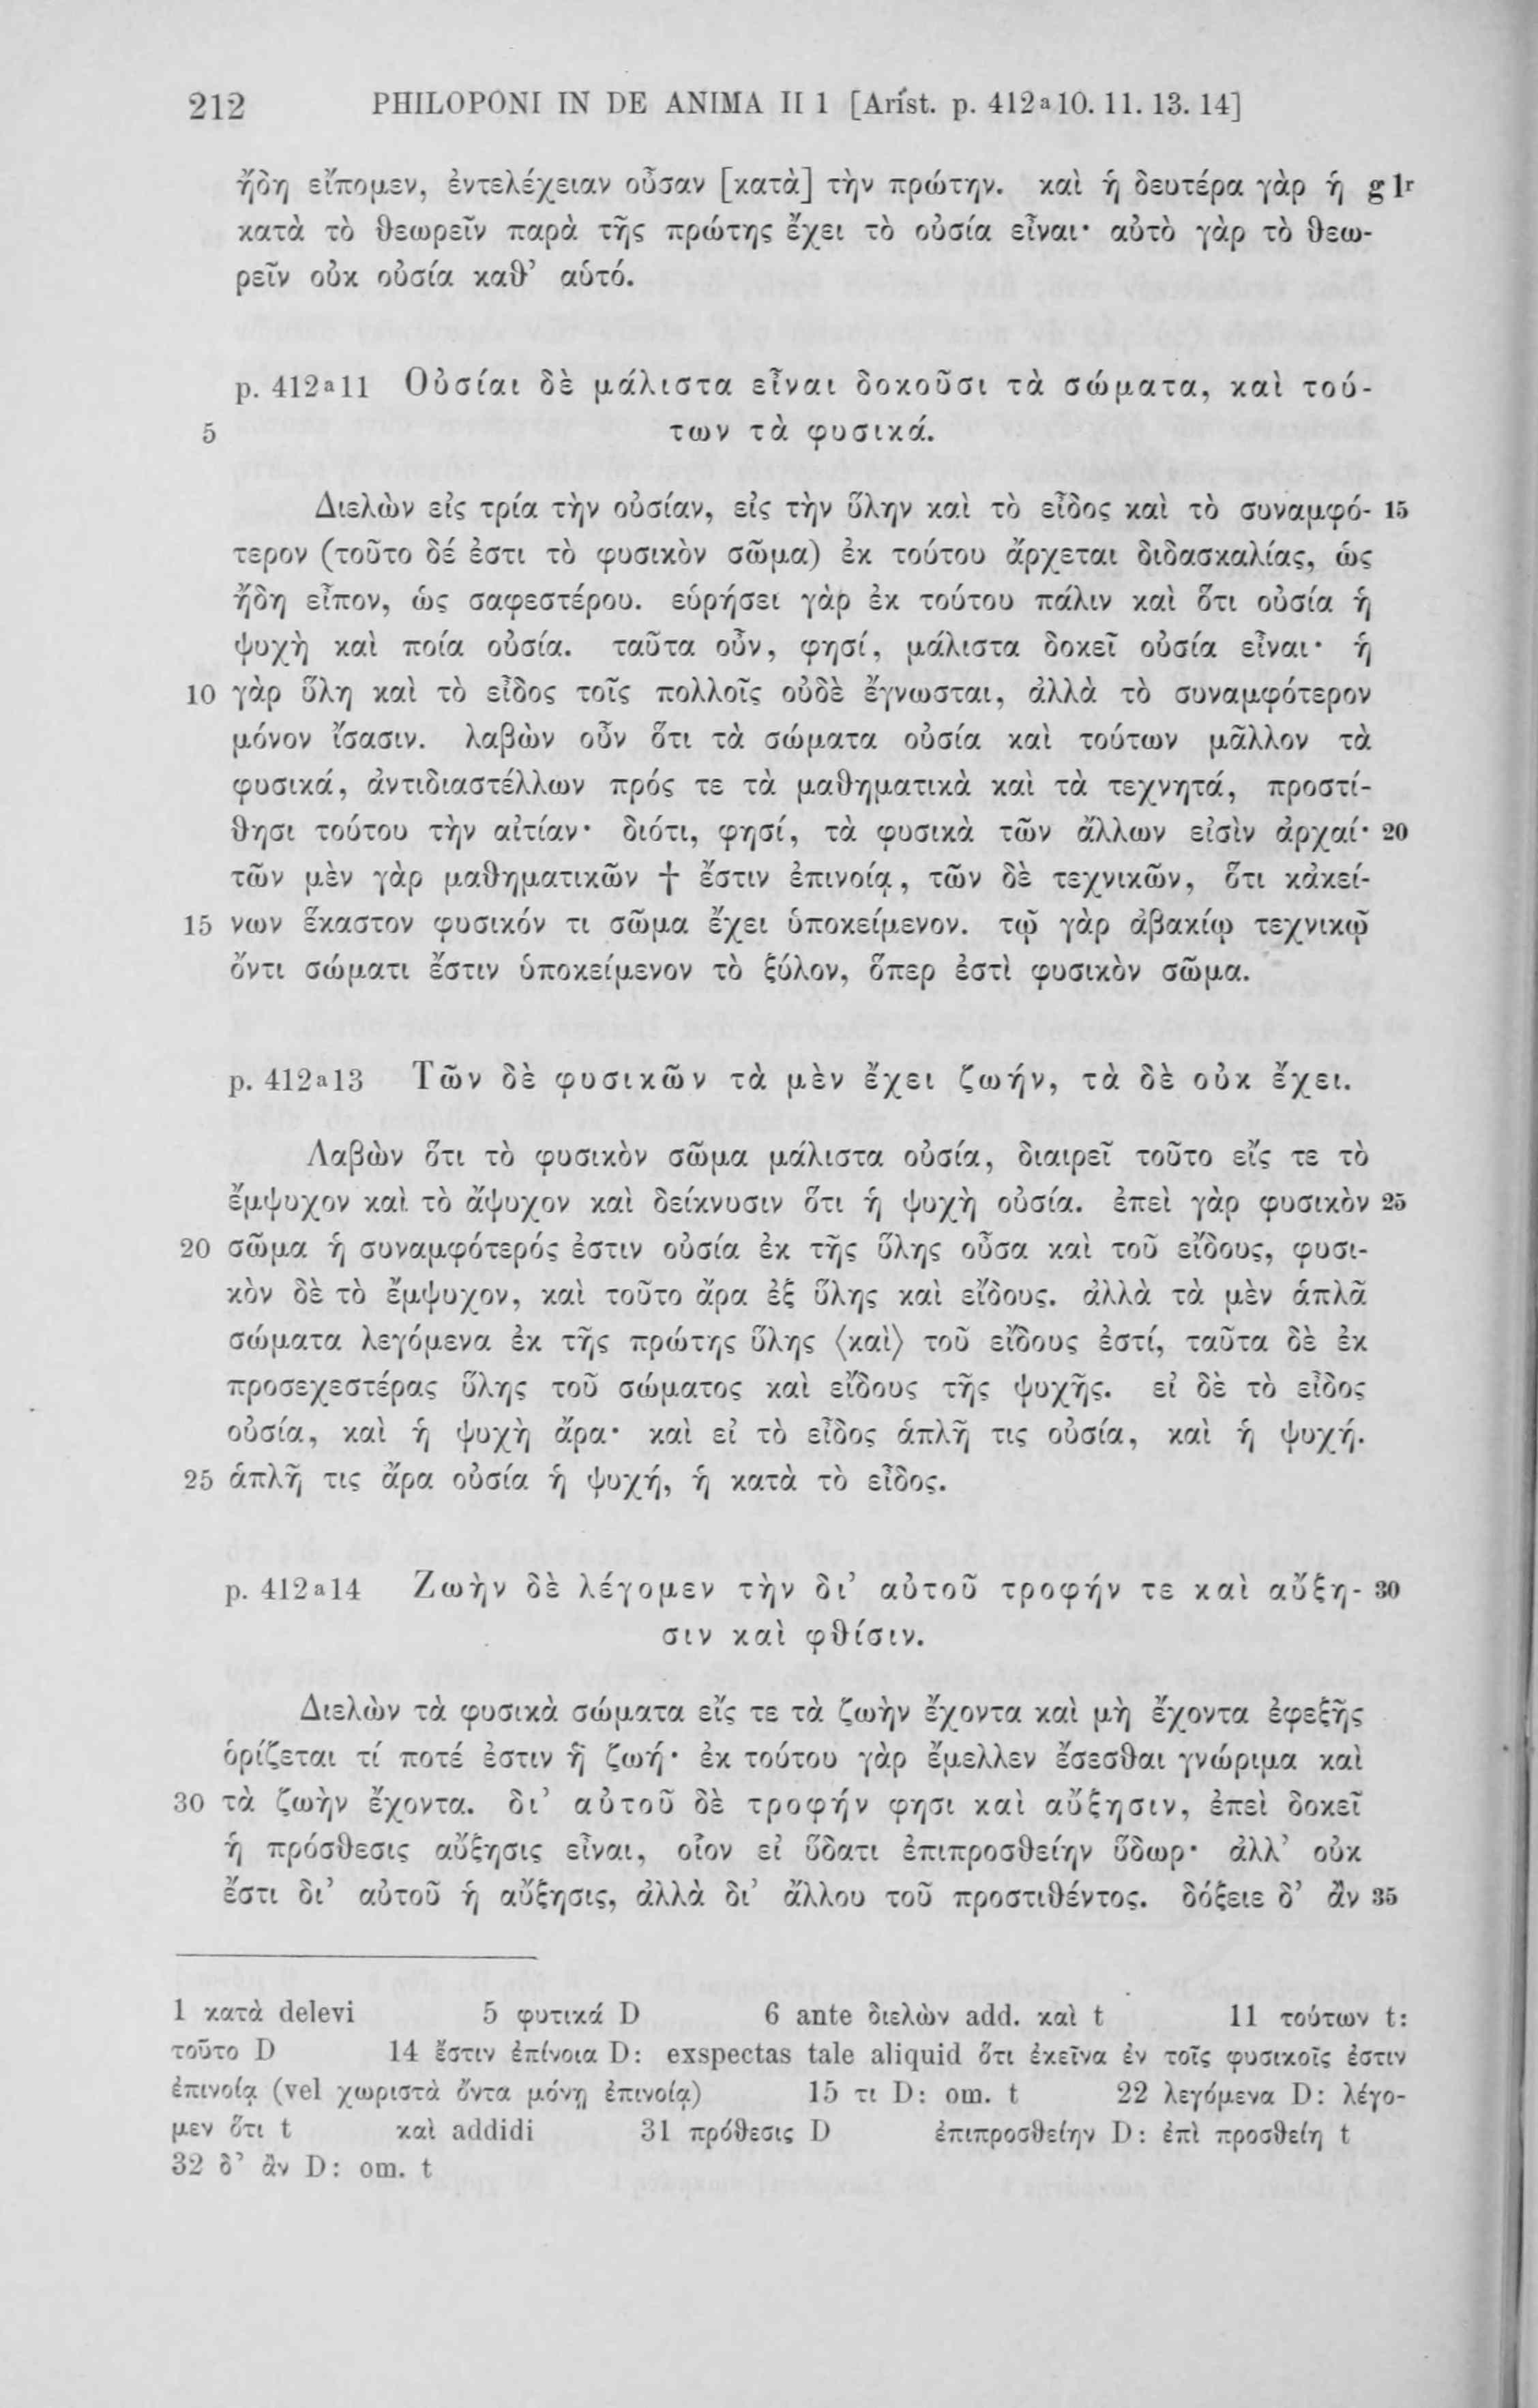 212 PHILOPONI IN DE ANIMA II 1 [Arist. p. 412a10. 11. 13. 14]
ἤδη εἴπομεν, ἐντελέχειαν οὖσαν [κατὰ] τὴν πρώτην. καὶ ἡ δευτέρα γὰρ ἡ g 1r
κατὰ τὸ θεωρεῖν παρὰ τῆς πρώτης ἔχει τὸ οὐσία εἶναι· αὐτὸ γὰρ τὸ θεω-
ρεῖν οὐκ οὐσία καθ’ αὑτό.
p. 412a11 Οὐσίαι δὲ μάλιστα εἶναι δοκοῦσι τὰ σώματα, καὶ τού-
5 των τὰ φυσικά.
Διελὼν εἰς τρία τὴν οὐσίαν, εἰς τὴν ὕλην καὶ τὸ εἶδος καὶ τὸ συναμφό- 15
τερον (τοῦτο δέ ἐστι τὸ φυσικὸν σῶμα) ἐκ τούτου ἄρχεται διδασκαλίας, ὡς
ἤδη εἶπον, ὡς σαφεστέρου. εὑρήσει γὰρ ἐκ τούτου πάλιν καὶ ὅτι οὐσία ἡ
ψυχὴ καὶ ποία οὐσία. ταῦτα οὖν, φησί, μάλιστα δοκεῖ οὐσία εἶναι· ἡ
10 γὰρ ὕλη καὶ τὸ εἶδος τοῖς πολλοῖς οὐδὲ ἔγνωσται, ἀλλὰ τὸ συναμφότερον
μόνον ἴσασιν. λαβὼν οὖν ὅτι τὰ σώματα οὐσία καὶ τούτων μᾶλλον τὰ
φυσικά, ἀντιδιαστέλλων πρός τε τὰ μαθηματικὰ καὶ τὰ τεχνητά, προστί-
θησι τούτου τὴν αἰτίαν· διότι, φησί, τὰ φυσικὰ τῶν ἄλλων εἰσὶν ἀρχαί· 20
τῶν μὲν γὰρ μαθηματικῶν † ἔστιν ἐπινοίᾳ, τῶν δὲ τεχνικῶν, ὅτι κἀκεί-
15 νων ἕκαστον φυσικόν τι σῶμα ἔχει ὑποκείμενον. τῷ γὰρ ἀβακίῳ τεχνικῷ
ὄντι σώματι ἔστιν ὑποκείμενον τὸ ξύλον, ὅπερ ἐστὶ φυσικὸν σῶμα.
p. 412a13 Τῶν δὲ φυσικῶν τὰ μὲν ἔχει ζωήν, τὰ δὲ οὐκ ἔχει.
Λαβὼν ὅτι τὸ φυσικὸν σῶμα μάλιστα οὐσία, διαιρεῖ τοῦτο εἴς τε τὸ
ἔμψυχον καὶ τὸ ἄψυχον καὶ δείκνυσιν ὅτι ἡ ψυχὴ οὐσία. ἐπεὶ γὰρ φυσικὸν 25
20 σῶμα ἡ συναμφότερός ἐστιν οὐσία ἐκ τῆς ὕλης οὖσα καὶ τοῦ εἴδους, φυσι-
κὸν δὲ τὸ ἔμψυχον, καὶ τοῦτο ἄρα ἐξ ὕλης καὶ εἴδους. ἀλλὰ τὰ μὲν ἁπλᾶ
σώματα λεγόμενα ἐκ τῆς πρώτης ὕλης ⟨καὶ⟩ τοῦ εἴδους ἐστί, ταῦτα δὲ ἐκ
προσεχεστέρας ὕλης τοῦ σώματος καὶ εἴδους τῆς ψυχῆς. εἰ δὲ τὸ εἶδος
οὐσία, καὶ ἡ ψυχὴ ἄρα· καὶ εἰ τὸ εἶδος ἁπλῆ τις οὐσία, καὶ ἡ ψυχή.
25 ἁπλῆ τις ἄρα οὐσία ἡ ψυχή, ἡ κατὰ τὸ εἶδος.
p. 412a14 Ζωὴν δὲ λέγομεν τὴν δι’ αὐτοῦ τροφήν τε καὶ αὔξη- 30
σιν καὶ φθίσιν.
Διελὼν τὰ φυσικὰ σώματα εἴς τε τὰ ζωὴν ἔχοντα καὶ μὴ ἔχοντα ἐφεξῆς
ὁρίζεται τί ποτέ ἐστιν ἡ ζωή· ἐκ τούτου γὰρ ἔμελλεν ἔσεσθαι γνώριμα καὶ
30 τὰ ζωὴν ἔχοντα. δι’ αὐτοῦ δὲ τροφήν φησι καὶ αὔξησιν, ἐπεὶ δοκεῖ
ἡ πρόσθεσις αὔξησις εἶναι, οἷον εἰ ὕδατι ἐπιπροσθείην ὕδωρ· ἀλλ’ οὐκ
ἔστι δι’ αὐτοῦ ἡ αὔξησις, ἀλλὰ δι’ ἄλλου τοῦ προστιθέντος. δόξειε δ’ ἂν 35
1 κατὰ delevi 5 φυτικά D 6 ante διελὼν add. καὶ t 11 τούτων t:
τοῦτο D 14 ἔστιν ἐπίνοια D: exspectas tale aliquid ὅτι ἐκεῖνα ἐν τοῖς φυσικοῖς ἐστιν
ἐπινοίᾳ (vel χωριστὰ ὄντα μόνῃ ἐπινοίᾳ) 15 τι D: om. t 22 λεγόμενα D: λέγο-
μεν ὅτι t καὶ addidi 31 πρόθεσις D ἐπιπροσθείην D: ἐπὶ προσθείη t
32 δ’ ἂν D: om. t